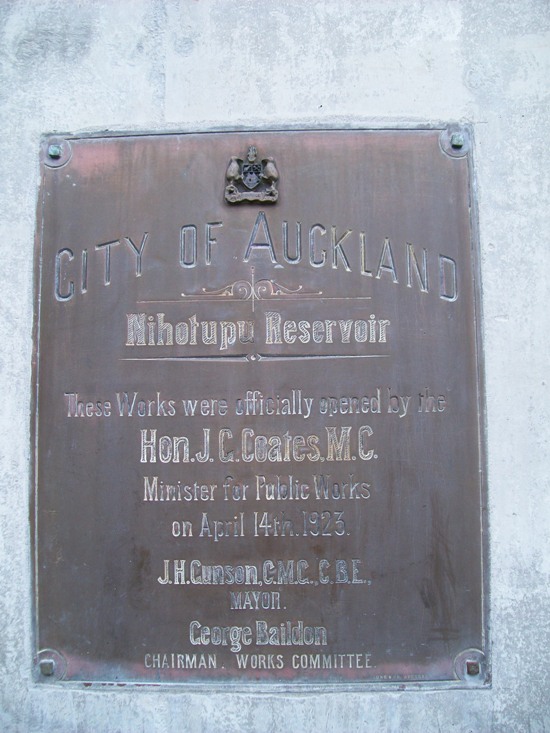 CITY OF AUCKLAND
Nihotupu Reservoir
These Works were officially opened by the
Hon. J. G. Coates, M.C.
Minister for Public Works
on April 14th. 1923.
J.H. Gunson, C.M.G., C.B.E.,
MAYOR.
George Baildon
CHAIRMAN. WORKS COMMITTEE.